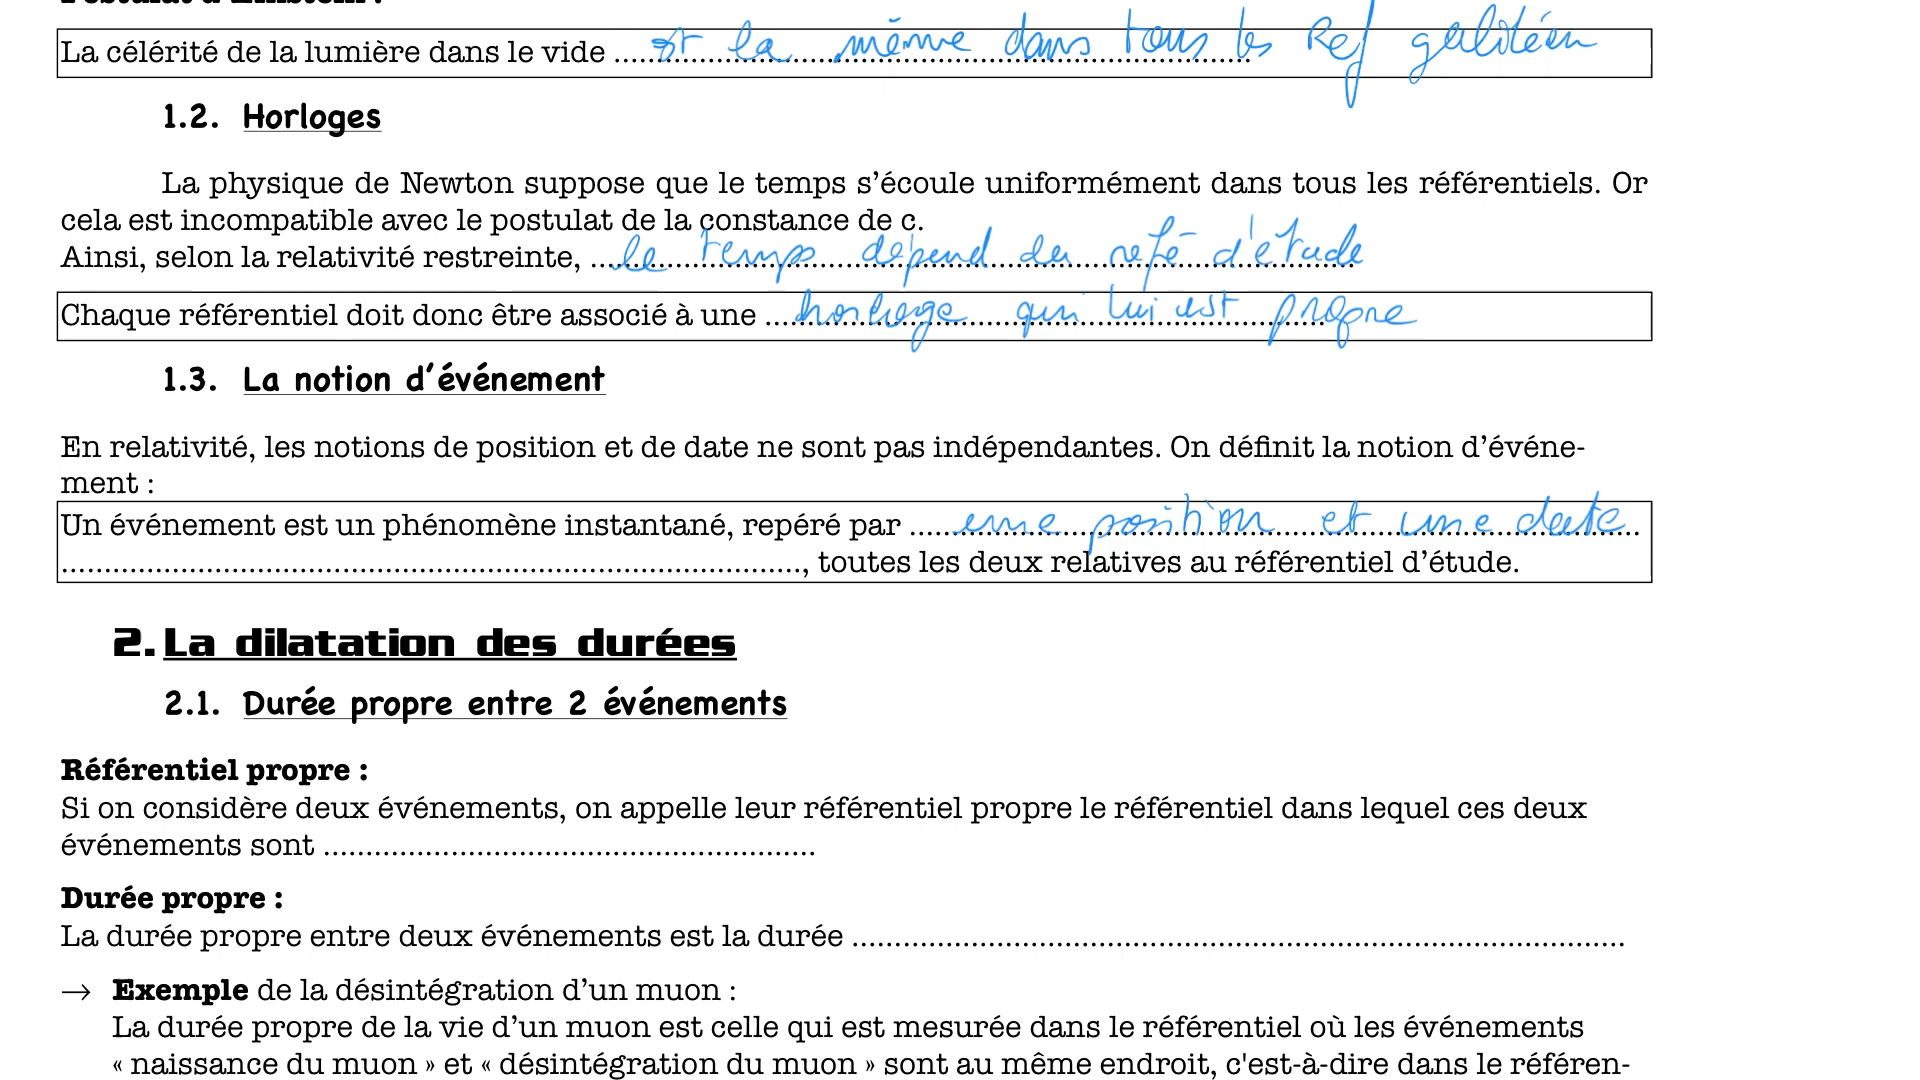 Postulat d'Einstein :
La célérité de la lumière dans le vide ..... est la même dans tous les Ref galiléen
1.2. Horloges
La physique de Newton suppose que le temps s'écoule uniformément dans tous les référentiels. Or
cela est incompatible avec le postulat de la constance de c.
Ainsi, selon la relativité restreinte, ... le temps dépend du refé d'étude
Chaque référentiel doit donc être associé à une .... horloge qui lui est propre
1.3. La notion d'événement
En relativité, les notions de position et de date ne sont pas indépendantes. On définit la notion d'événe-
ment :
Un événement est un phénomène instantané, repéré par ...... une position et une date
......, toutes les deux relatives au référentiel d'étude.
2. La dilatation des durées
2.1. Durée propre entre 2 événements
Référentiel propre :
Si on considère deux événements, on appelle leur référentiel propre le référentiel dans lequel ces deux
événements sont ......
Durée propre :
La durée propre entre deux événements est la durée ......
→ Exemple de la désintégration d'un muon :
La durée propre de la vie d'un muon est celle qui est mesurée dans le référentiel où les événements
« naissance du muon » et « désintégration du muon » sont au même endroit, c'est-à-dire dans le référen-